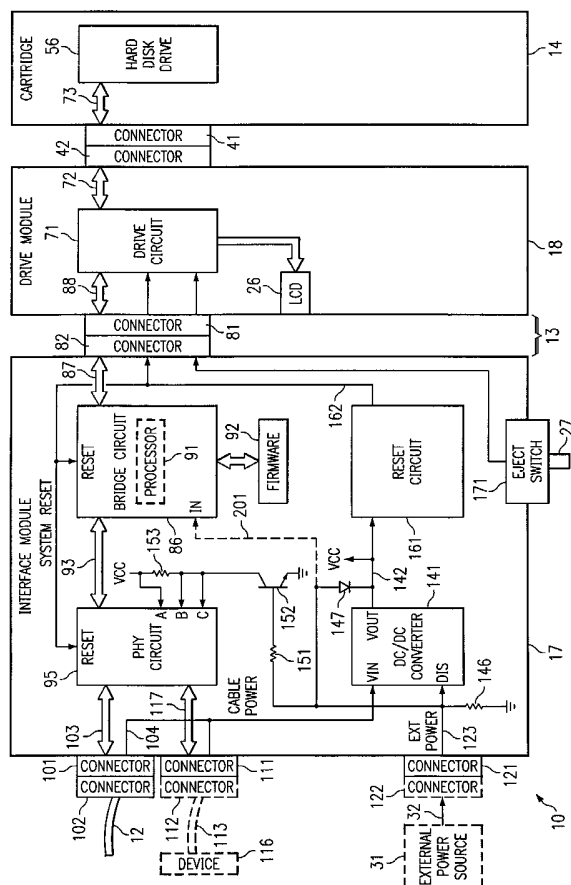 CARTRIDGE
56
HARD DISK DRIVE
73
14
42
CONNECTOR
CONNECTOR
41
DRIVE MODULE
72
71
DRIVE CIRCUIT
88
26
LCD
18
82
CONNECTOR
CONNECTOR
81
13
INTERFACE MODULE
SYSTEM RESET
87
RESET
BRIDGE CIRCUIT
PROCESSOR
91
92
FIRMWARE
IN
86
162
RESET CIRCUIT
161
171
EJECT SWITCH
27
93
VCC
153
201
152
VCC
147
142
RESET
PHY CIRCUIT
A
B
C
95
151
VIN
VOUT
DC/DC CONVERTER
DIS
141
146
17
103
104
117
CABLE POWER
EXT POWER
123
101
CONNECTOR
CONNECTOR
102
12
CONNECTOR
CONNECTOR
111
112
113
DEVICE
116
122
CONNECTOR
CONNECTOR
121
32
31
EXTERNAL POWER SOURCE
10